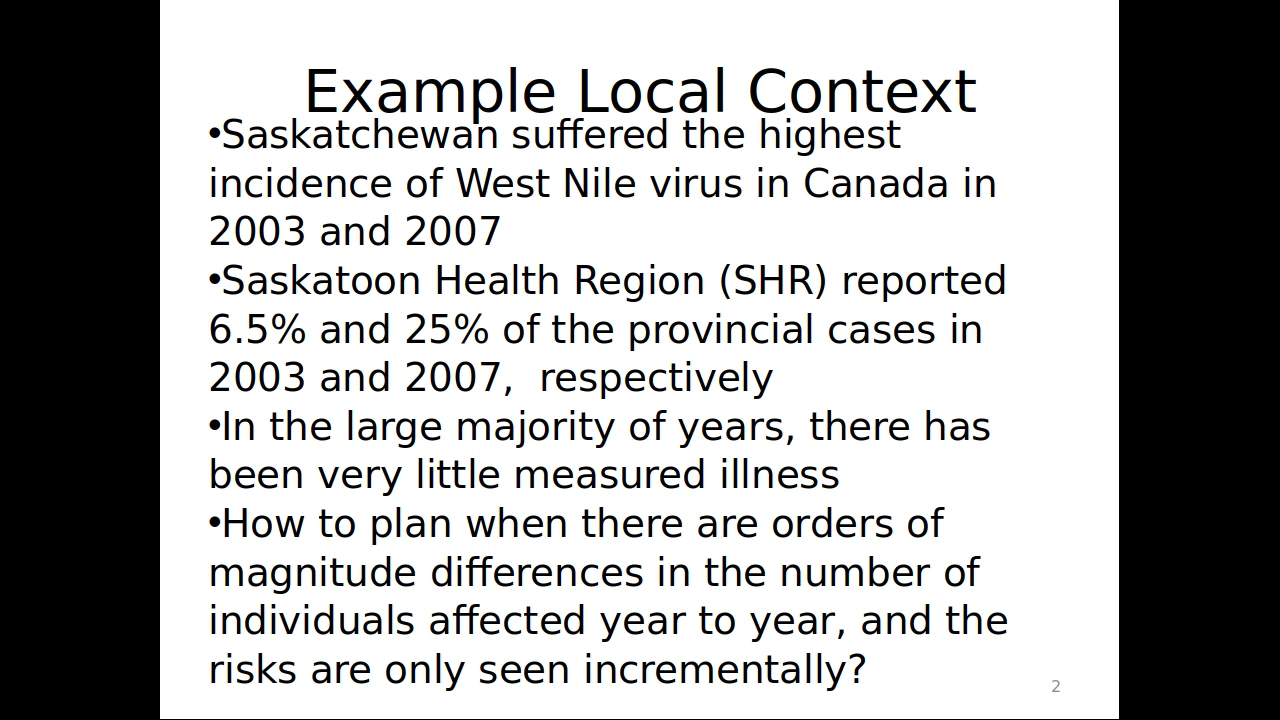 Example Local Context
•Saskatchewan suffered the highest
incidence of West Nile virus in Canada in
2003 and 2007
•Saskatoon Health Region (SHR) reported
6.5% and 25% of the provincial cases in
2003 and 2007,  respectively
•In the large majority of years, there has
been very little measured illness
•How to plan when there are orders of
magnitude differences in the number of
individuals affected year to year, and the
risks are only seen incrementally?
2